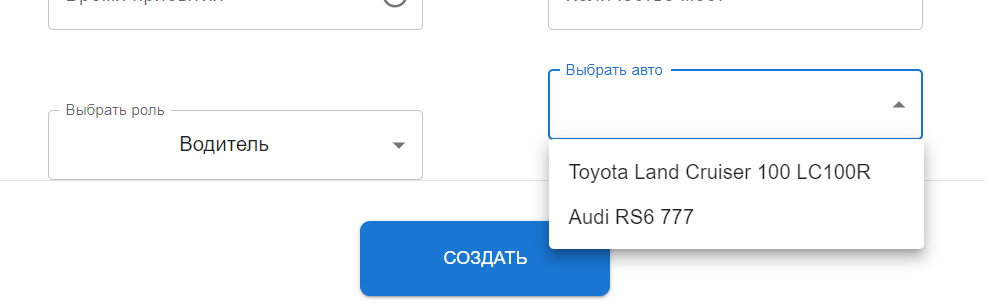 Выбрать авто
Выбрать роль
Водитель
Toyota Land Cruiser 100 LC100R
Audi RS6 777
СОЗДАТЬ